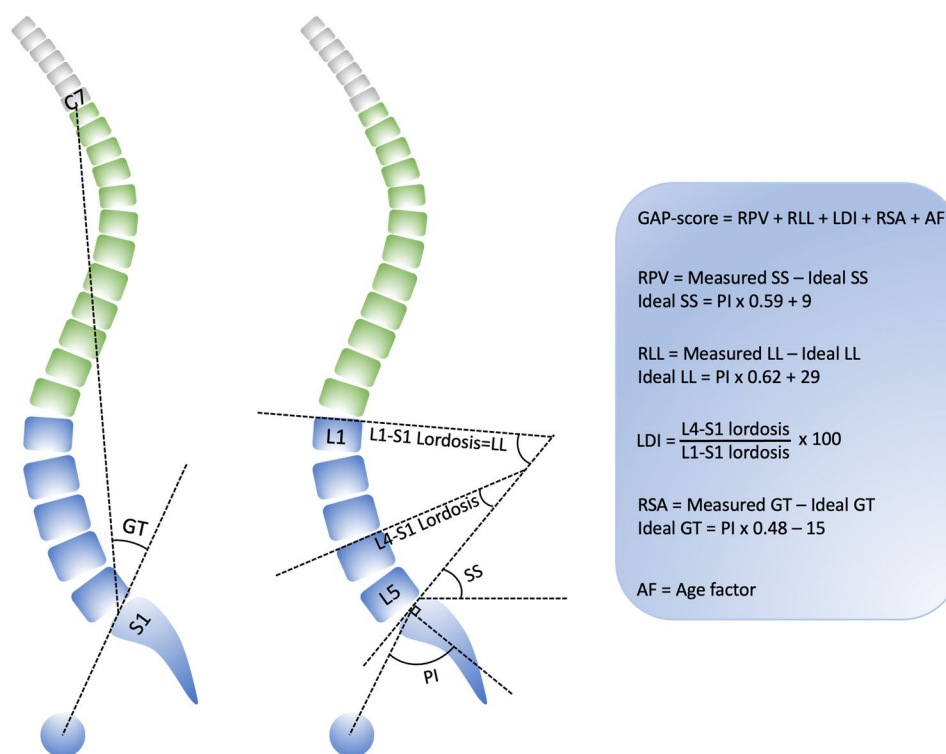 C7
GT
S1
L1
L1-S1 Lordosis=LL
L4-S1 Lordosis
L5
SS
PI
GAP-score = RPV + RLL + LDI + RSA + AF
RPV = Measured SS – Ideal SS
Ideal SS = PI x 0.59 + 9
RLL = Measured LL – Ideal LL
Ideal LL = PI x 0.62 + 29
LDI = L4-S1 lordosis / L1-S1 lordosis x 100
RSA = Measured GT – Ideal GT
Ideal GT = PI x 0.48 – 15
AF = Age factor